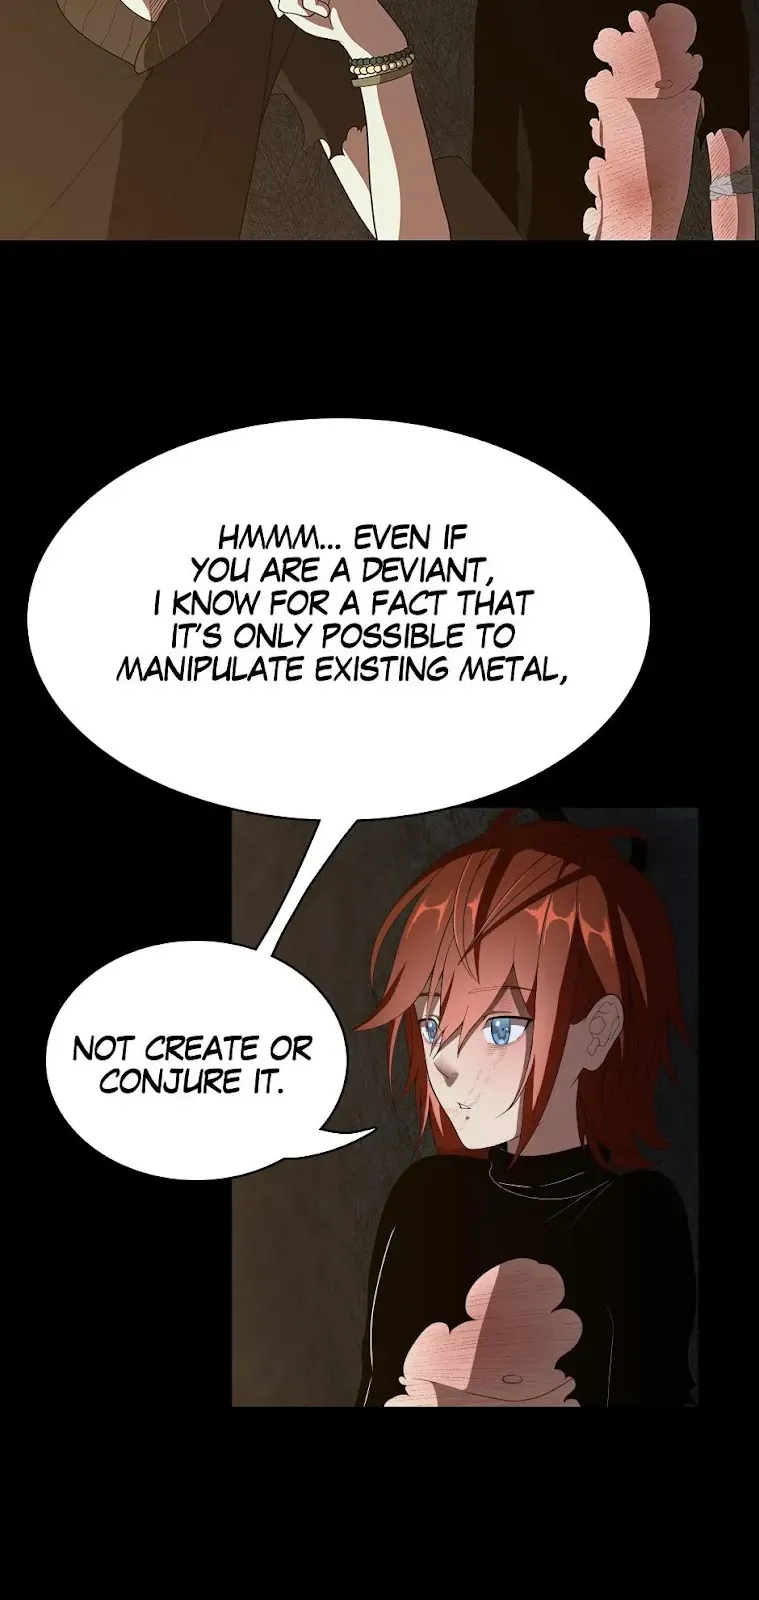 HMMM... EVEN IF
YOU ARE A DEVIANT,
I KNOW FOR A FACT THAT
IT'S ONLY POSSIBLE TO
MANIPULATE EXISTING METAL,
NOT CREATE OR
CONJURE IT.